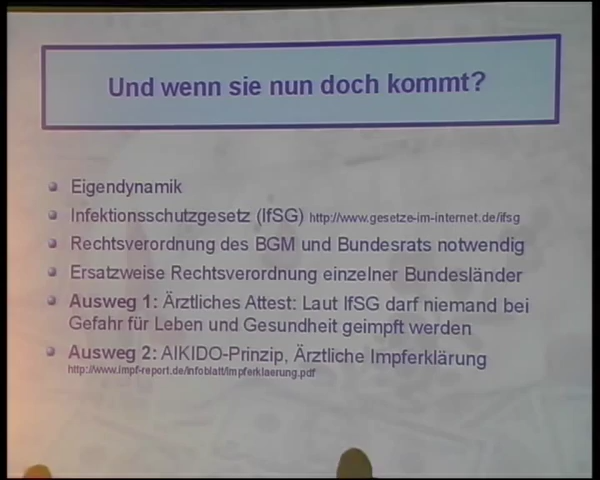 Und wenn sie nun doch kommt?
Eigendynamik
Infektionsschutzgesetz (IfSG) http://www.gesetze-im-internet.de/ifsg
Rechtsverordnung des BGM und Bundesrats notwendig
Ersatzweise Rechtsverordnung einzelner Bundesländer
Ausweg 1: Ärztliches Attest: Laut IfSG darf niemand bei
Gefahr für Leben und Gesundheit geimpft werden
Ausweg 2: AIKIDO-Prinzip, Ärztliche Impferklärung
http://www.impf-report.de/infoblatt/impferklaerung.pdf